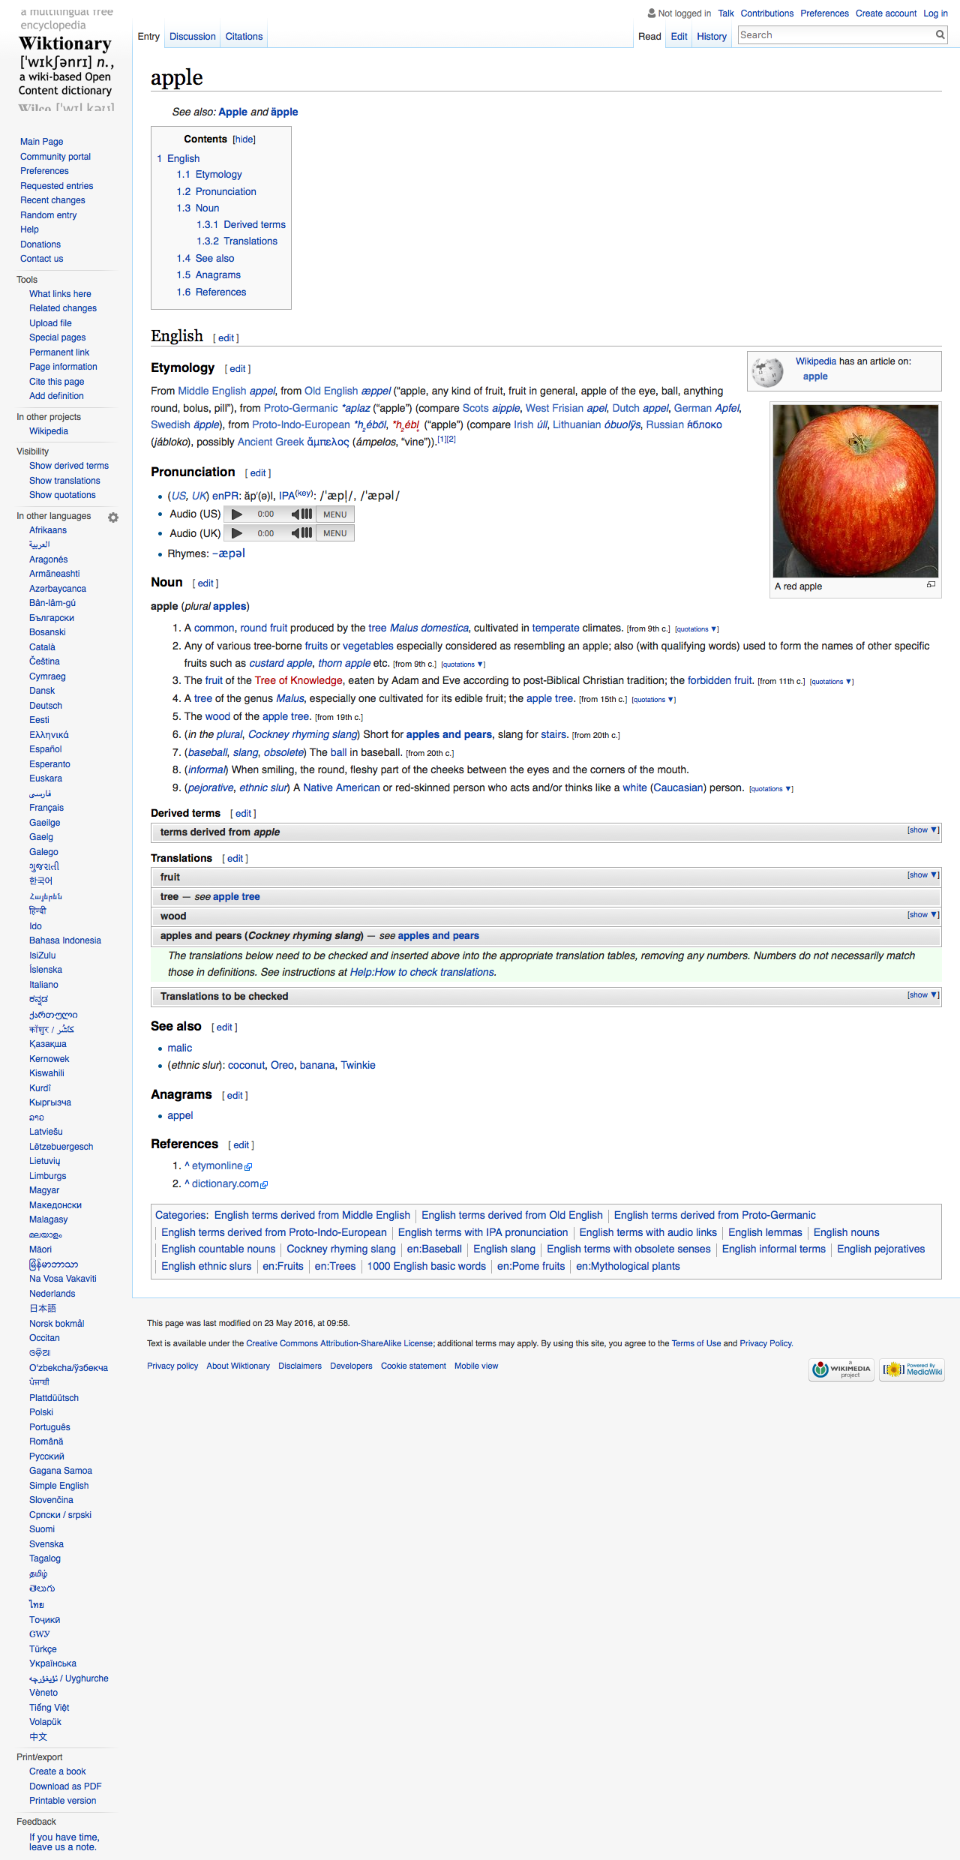 a multilingual free
encyclopedia
Wiktionary
[ˈwɪkʃənrɪ] n.,
a wiki-based Open
Content dictionary
Wilco [ˈwɪl kəʊ]
Not logged in Talk Contributions Preferences Create account Log in
Entry Discussion Citations Read Edit History Search
apple
See also: Apple and äpple
Contents [hide]
1 English
1.1 Etymology
1.2 Pronunciation
1.3 Noun
1.3.1 Derived terms
1.3.2 Translations
1.4 See also
1.5 Anagrams
1.6 References
English [ edit ]
Wikipedia has an article on:
apple
Etymology [ edit ]
From Middle English appel, from Old English æppel ("apple, any kind of fruit, fruit in general, apple of the eye, ball, anything
round, bolus, pill"), from Proto-Germanic *aplaz ("apple") (compare Scots aipple, West Frisian apel, Dutch appel, German Apfel,
Swedish äpple), from Proto-Indo-European *h₂ébōl, *h₂ébl̥ ("apple") (compare Irish úll, Lithuanian óbuolỹs, Russian я́блоко
(jábloko), possibly Ancient Greek ἄμπελος (ámpelos, "vine")).[1][2]
A red apple
Pronunciation [ edit ]
(US, UK) enPR: ăp′(ə)l, IPA(key): /ˈæpl̩/, /ˈæpəl/
Audio (US) 0:00 MENU
Audio (UK) 0:00 MENU
Rhymes: -æpəl
Noun [ edit ]
apple (plural apples)
1. A common, round fruit produced by the tree Malus domestica, cultivated in temperate climates. [from 9th c.] [quotations ▼]
2. Any of various tree-borne fruits or vegetables especially considered as resembling an apple; also (with qualifying words) used to form the names of other specific
fruits such as custard apple, thorn apple etc. [from 9th c.] [quotations ▼]
3. The fruit of the Tree of Knowledge, eaten by Adam and Eve according to post-Biblical Christian tradition; the forbidden fruit. [from 11th c.] [quotations ▼]
4. A tree of the genus Malus, especially one cultivated for its edible fruit; the apple tree. [from 15th c.] [quotations ▼]
5. The wood of the apple tree. [from 19th c.]
6. (in the plural, Cockney rhyming slang) Short for apples and pears, slang for stairs. [from 20th c.]
7. (baseball, slang, obsolete) The ball in baseball. [from 20th c.]
8. (informal) When smiling, the round, fleshy part of the cheeks between the eyes and the corners of the mouth.
9. (pejorative, ethnic slur) A Native American or red-skinned person who acts and/or thinks like a white (Caucasian) person. [quotations ▼]
Derived terms [ edit ]
terms derived from apple [show ▼]
Translations [ edit ]
fruit [show ▼]
tree — see apple tree
wood [show ▼]
apples and pears (Cockney rhyming slang) — see apples and pears
The translations below need to be checked and inserted above into the appropriate translation tables, removing any numbers. Numbers do not necessarily match
those in definitions. See instructions at Help:How to check translations.
Translations to be checked [show ▼]
See also [ edit ]
malic
(ethnic slur): coconut, Oreo, banana, Twinkie
Anagrams [ edit ]
appel
References [ edit ]
1. ^ etymonline
2. ^ dictionary.com
Categories: English terms derived from Middle English | English terms derived from Old English | English terms derived from Proto-Germanic
| English terms derived from Proto-Indo-European | English terms with IPA pronunciation | English terms with audio links | English lemmas | English nouns
| English countable nouns | Cockney rhyming slang | en:Baseball | English slang | English terms with obsolete senses | English informal terms | English pejoratives
| English ethnic slurs | en:Fruits | en:Trees | 1000 English basic words | en:Pome fruits | en:Mythological plants
This page was last modified on 23 May 2016, at 09:58.
Text is available under the Creative Commons Attribution-ShareAlike License; additional terms may apply. By using this site, you agree to the Terms of Use and Privacy Policy.
Privacy policy About Wiktionary Disclaimers Developers Cookie statement Mobile view
a WIKIMEDIA project
Powered By MediaWiki
Main Page
Community portal
Preferences
Requested entries
Recent changes
Random entry
Help
Donations
Contact us
Tools
What links here
Related changes
Upload file
Special pages
Permanent link
Page information
Cite this page
Add definition
In other projects
Wikipedia
Visibility
Show derived terms
Show translations
Show quotations
In other languages
Afrikaans
العربية
Aragonés
Armãneashti
Azərbaycanca
Bân-lâm-gú
Български
Bosanski
Català
Čeština
Cymraeg
Dansk
Deutsch
Eesti
Ελληνικά
Español
Esperanto
Euskara
فارسی
Français
Gaeilge
Gaelg
Galego
ગુજરાતી
한국어
Հայերեն
हिन्दी
Ido
Bahasa Indonesia
IsiZulu
Íslenska
Italiano
ಕನ್ನಡ
ქართული
कॉशुर / کٲشُر
Қазақша
Kernowek
Kiswahili
Kurdî
Кыргызча
ລາວ
Latviešu
Lëtzebuergesch
Lietuvių
Limburgs
Magyar
Македонски
Malagasy
മലയാളം
Māori
မြန်မာဘာသာ
Na Vosa Vakaviti
Nederlands
日本語
Norsk bokmål
Occitan
ଓଡ଼ିଆ
Oʻzbekcha/ўзбекча
ਪੰਜਾਬੀ
Plattdüütsch
Polski
Português
Română
Русский
Gagana Samoa
Simple English
Slovenčina
Српски / srpski
Suomi
Svenska
Tagalog
தமிழ்
తెలుగు
ไทย
Тоҷикӣ
ᏣᎳᎩ
Türkçe
Українська
ئۇيغۇرچە / Uyghurche
Vèneto
Tiếng Việt
Volapük
中文
Print/export
Create a book
Download as PDF
Printable version
Feedback
If you have time,
leave us a note.